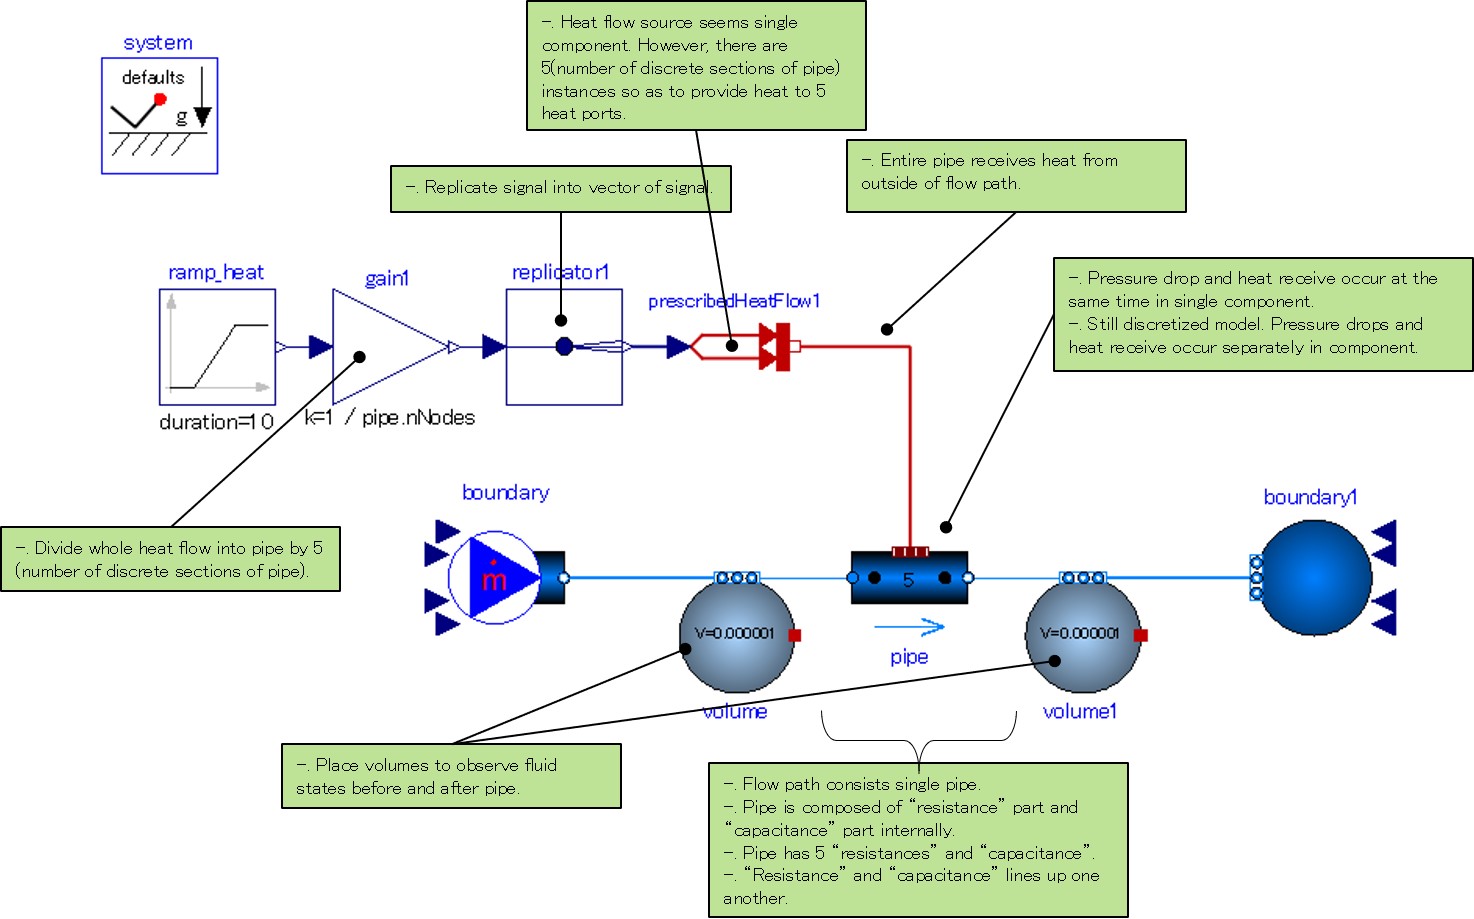 -. Heat flow source seems single
component. However, there are
5(number of discrete sections of pipe)
instances so as to provide heat to 5
heat ports.
system
defaults
g
-. Entire pipe receives heat from
outside of flow path.
-. Replicate signal into vector of signal.
ramp_heat
gain1
replicator1
prescribedHeatFlow1
-. Pressure drop and heat receive occur at the
same time in single component.
-. Still discretized model. Pressure drops and
heat receive occur separately in component.
duration=10
k=1 / pipe.nNodes
boundary
boundary1
-. Divide whole heat flow into pipe by 5
(number of discrete sections of pipe).
m
5
V=0.000001
V=0.000001
pipe
volume
volume1
-. Place volumes to observe fluid
states before and after pipe.
-. Flow path consists single pipe.
-. Pipe is composed of “resistance” part and
“capacitance” part internally.
-. Pipe has 5 “resistances” and “capacitance”.
-. “Resistance” and “capacitance” lines up one
another.